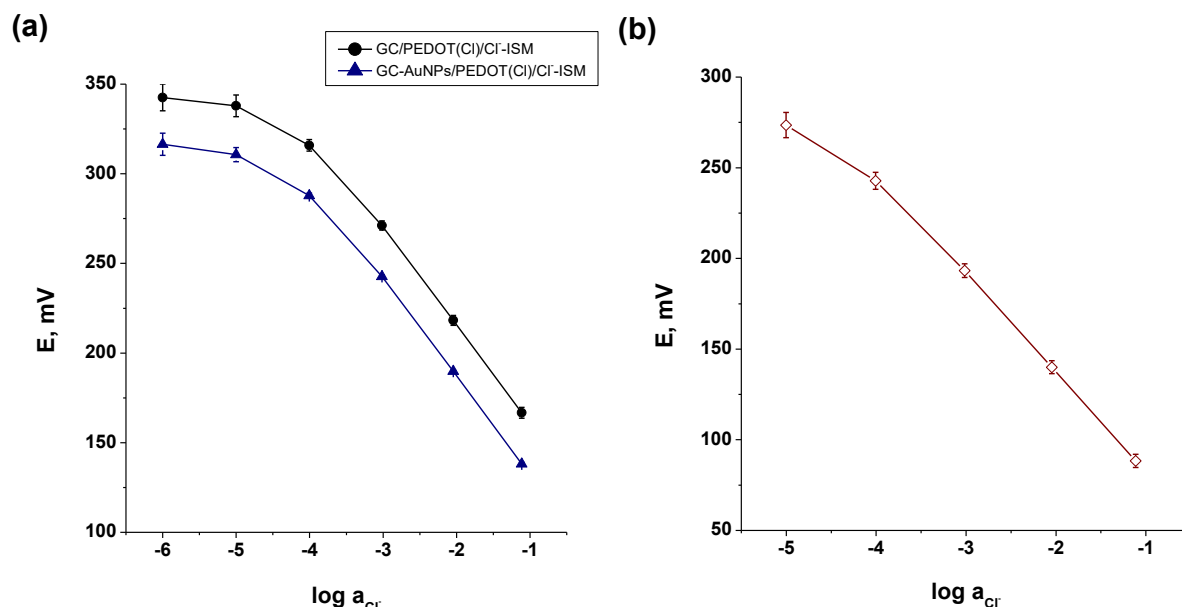 (a)
GC/PEDOT(Cl)/Cl⁻-ISM
GC-AuNPs/PEDOT(Cl)/Cl⁻-ISM
350
300
250
200
150
100
E, mV
-6 -5 -4 -3 -2 -1
log a Cl⁻
(b)
300
250
200
150
100
50
E, mV
-5 -4 -3 -2 -1
log a Cl⁻